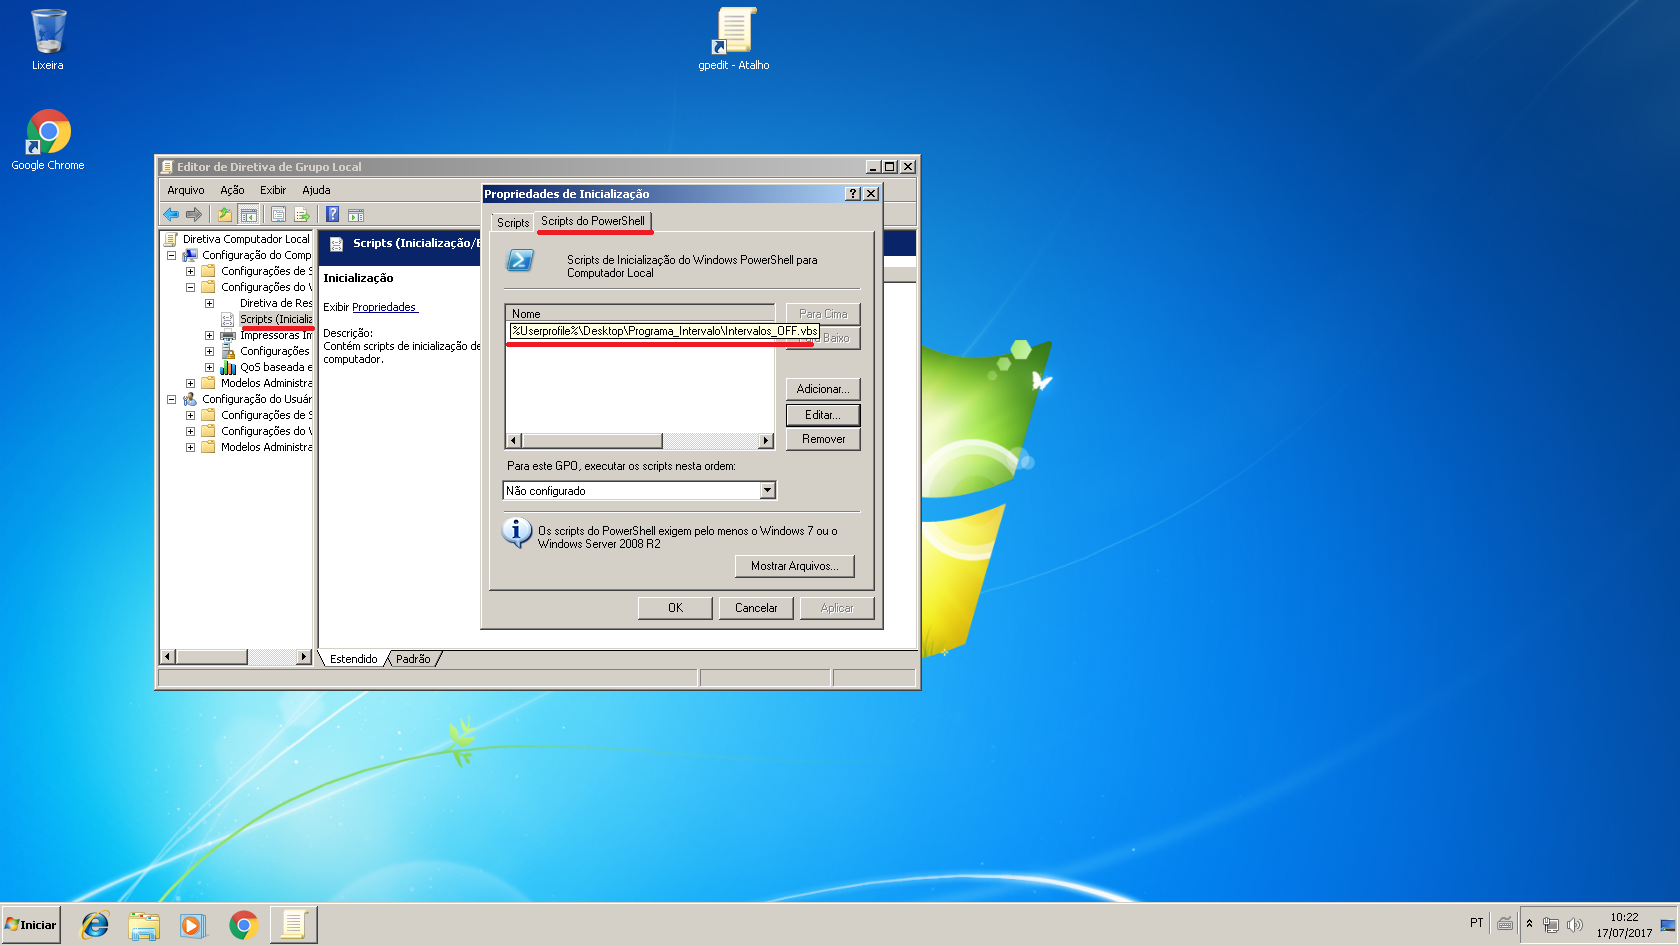 Lixeira
gpedit - Atalho
Google Chrome
Editor de Diretiva de Grupo Local
Arquivo Ação Exibir Ajuda
Propriedades de Inicialização
Scripts Scripts do PowerShell
Diretiva Computador Local
Configuração do Comp
Configurações de S
Configurações do V
Diretiva de Res
Scripts (Inicializ
Impressoras Im
Configurações
QoS baseada e
Modelos Administra
Configuração do Usuár
Configurações de S
Configurações do V
Modelos Administra
Scripts (Inicialização/E
Inicialização
Exibir Propriedades
Descrição:
Contém scripts de inicialização de
computador.
Scripts de Inicialização do Windows PowerShell para
Computador Local
Nome
%Userprofile%\Desktop\Programa_Intervalo\Intervalos_OFF.vbs
Para Cima
Baixo
Adicionar...
Editar...
Remover
Para este GPO, executar os scripts nesta ordem:
Não configurado
Os scripts do PowerShell exigem pelo menos o Windows 7 ou o
Windows Server 2008 R2
Mostrar Arquivos...
OK Cancelar Aplicar
Estendido Padrão
Iniciar
PT
10:22
17/07/2017